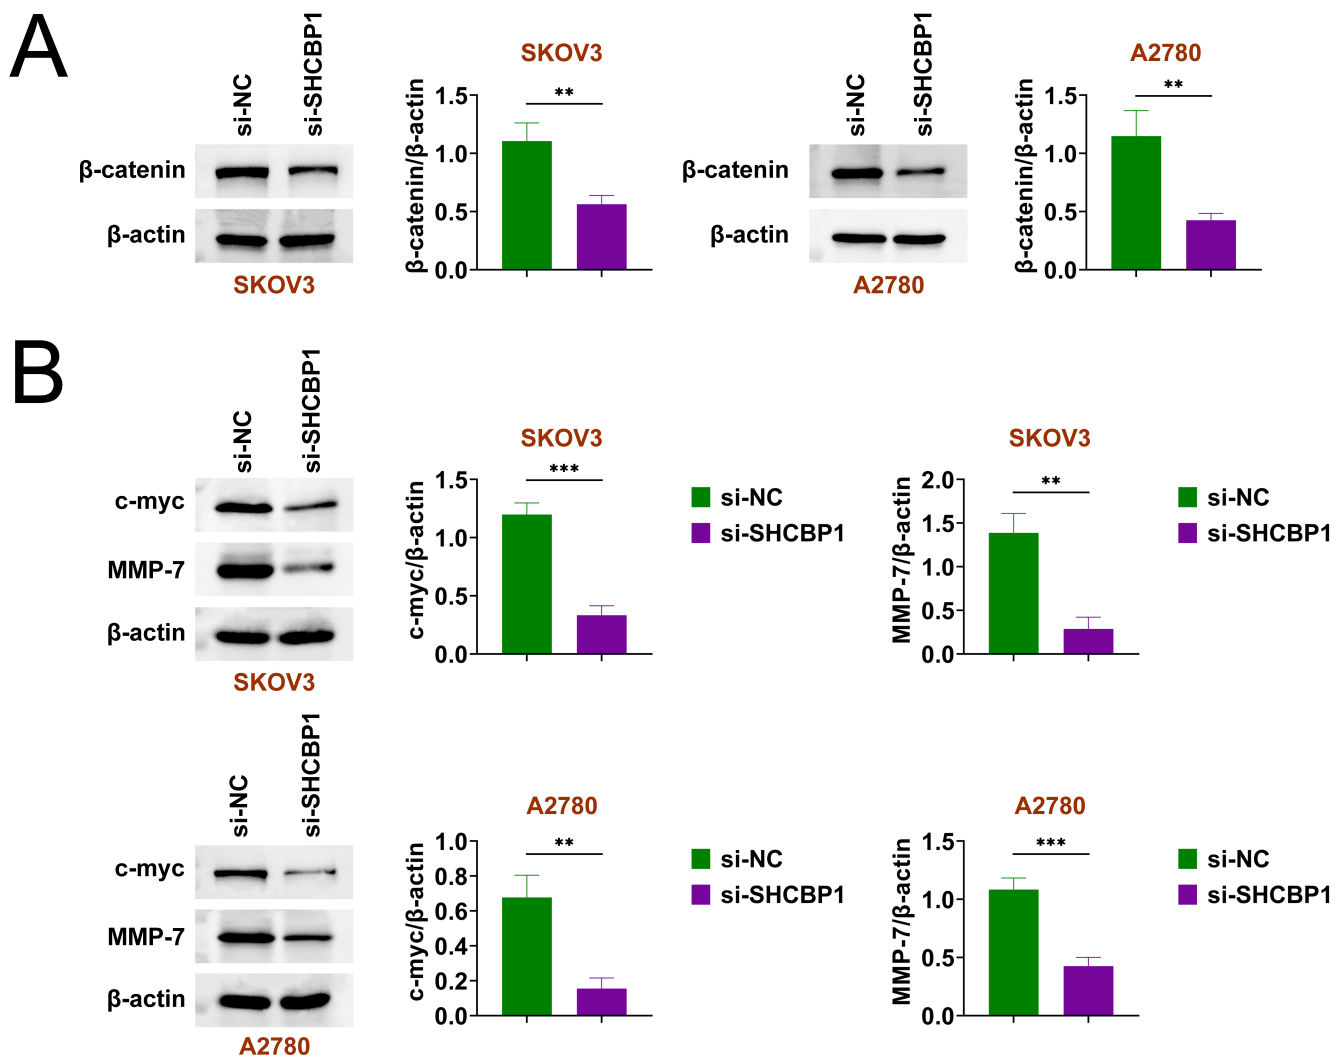 A
si-NC
si-SHCBP1
β-catenin
β-actin
SKOV3
SKOV3
β-catenin/β-actin
1.5
1.0
0.5
0.0
**
si-NC
si-SHCBP1
β-catenin
β-actin
A2780
A2780
β-catenin/β-actin
1.5
1.0
0.5
0.0
**
B
si-NC
si-SHCBP1
c-myc
MMP-7
β-actin
SKOV3
SKOV3
c-myc/β-actin
1.5
1.0
0.5
0.0
***
si-NC
si-SHCBP1
SKOV3
MMP-7/β-actin
2.0
1.5
1.0
0.5
0.0
**
si-NC
si-SHCBP1
si-NC
si-SHCBP1
c-myc
MMP-7
β-actin
A2780
A2780
c-myc/β-actin
1.0
0.8
0.6
0.4
0.2
0.0
**
si-NC
si-SHCBP1
A2780
MMP-7/β-actin
1.5
1.0
0.5
0.0
***
si-NC
si-SHCBP1